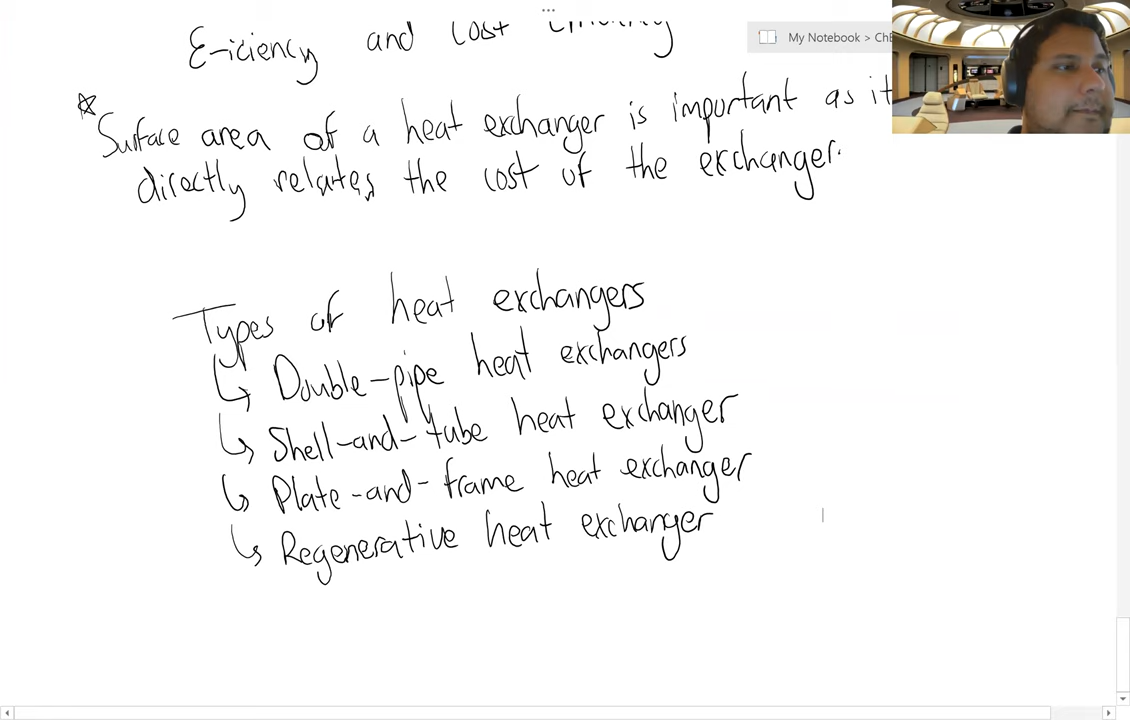 E-iciency and cost
My Notebook > ChE
Surface area of a heat exchanger is important as it
directly relates the cost of the exchanger.
Types of heat exchangers
Double-pipe heat exchangers
Shell-and-tube heat exchanger
Plate-and-frame heat exchanger
Regenerative heat exchanger